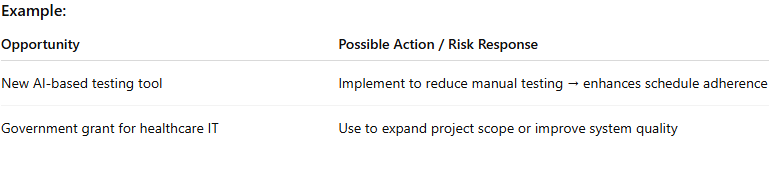 Example:
Opportunity Possible Action / Risk Response
New AI-based testing tool Implement to reduce manual testing → enhances schedule adherence
Government grant for healthcare IT Use to expand project scope or improve system quality